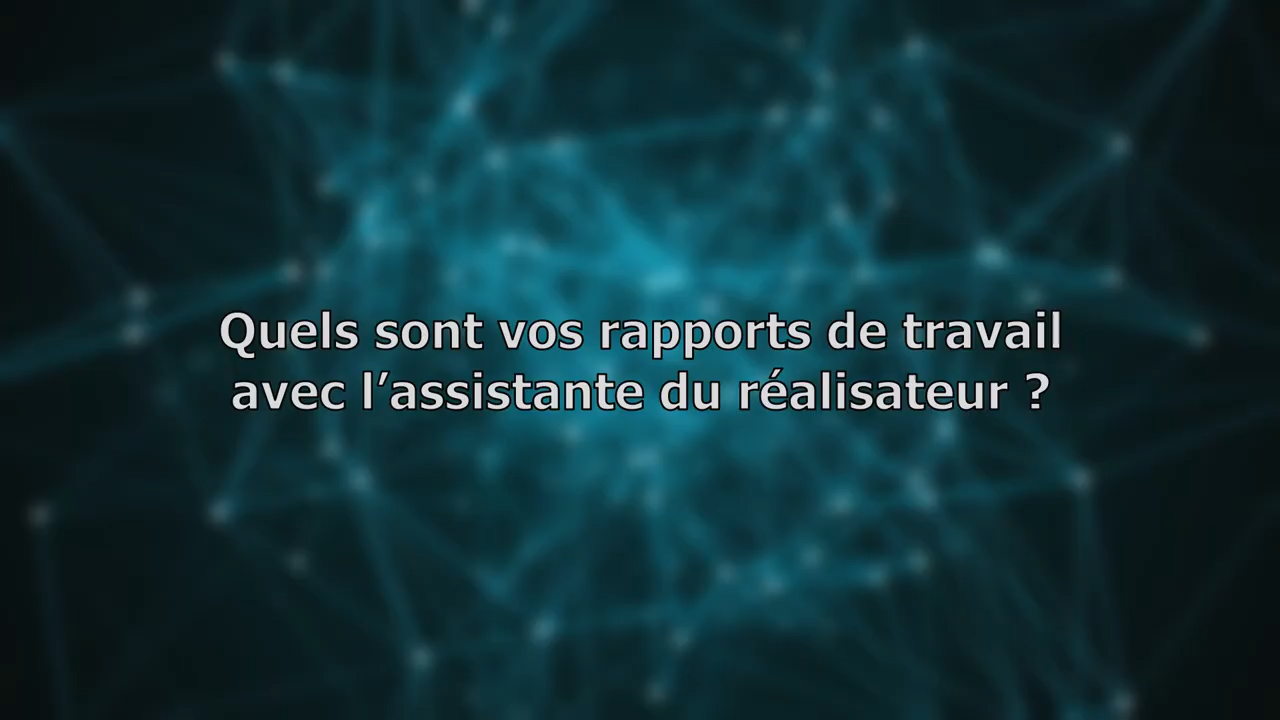 Quels sont vos rapports de travail
avec l’assistante du réalisateur ?